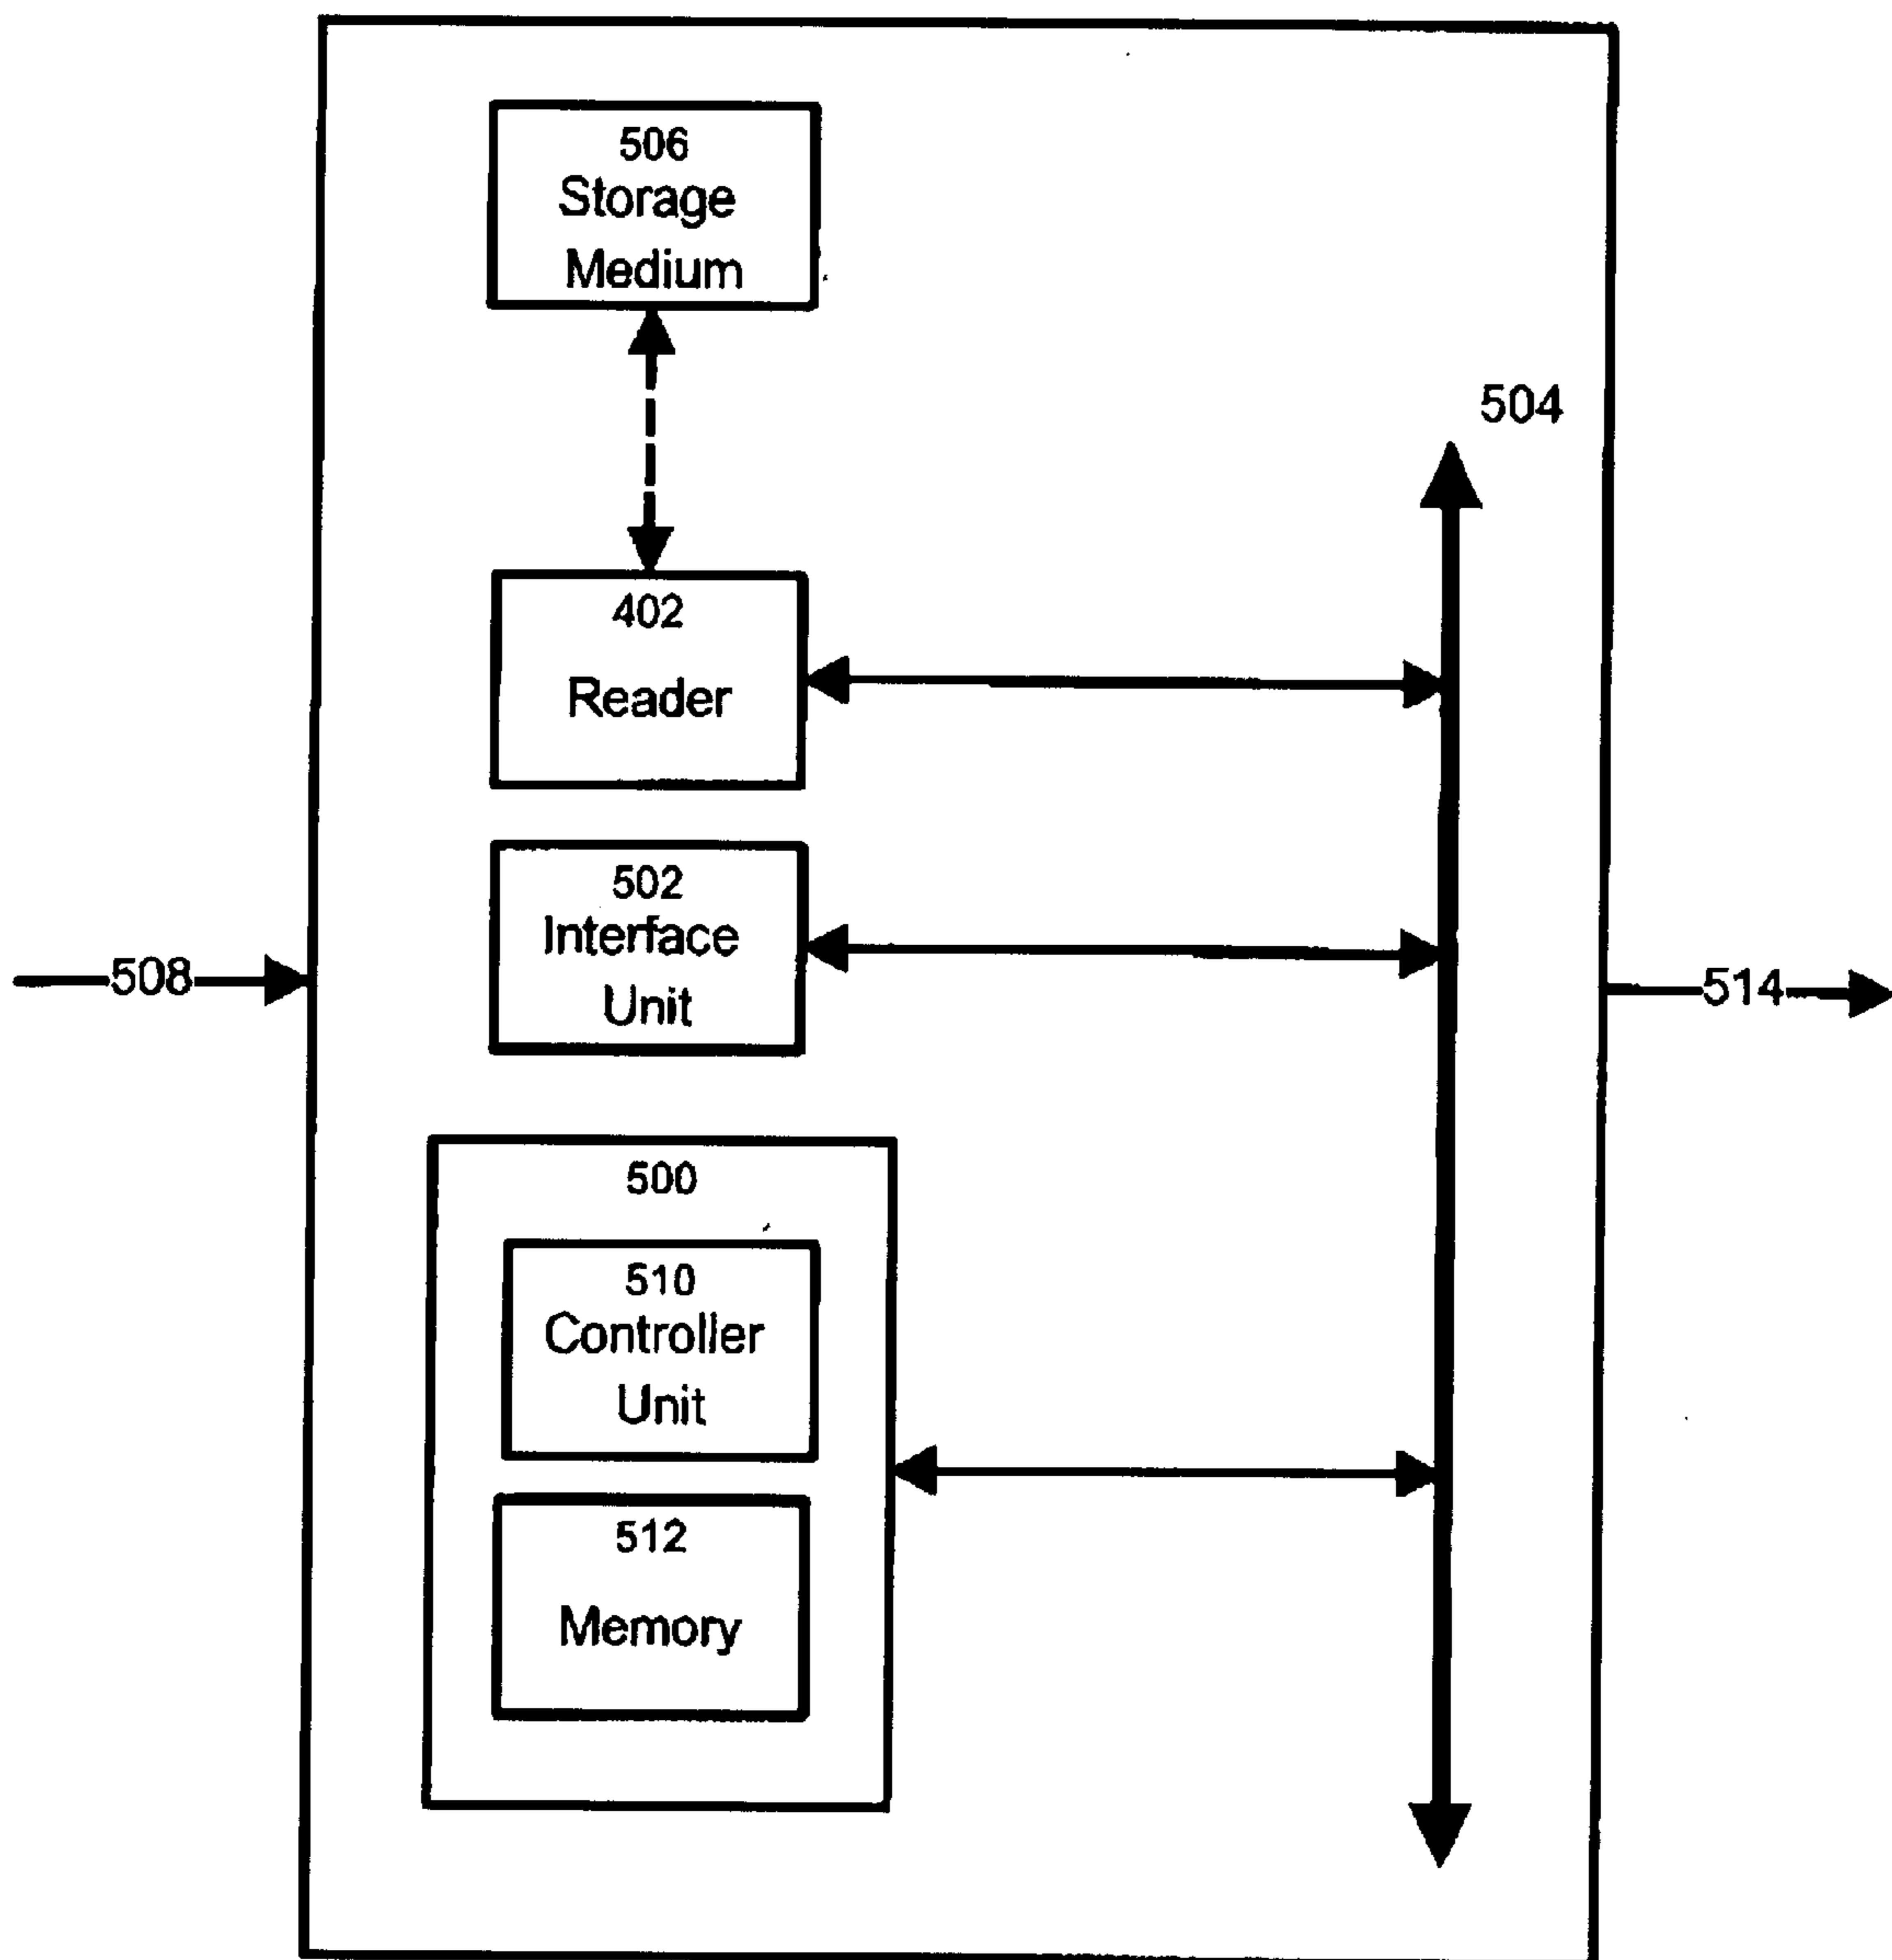 506
Storage
Medium
504
402
Reader
502
Interface
Unit
508
514
500
510
Controller
Unit
512
Memory